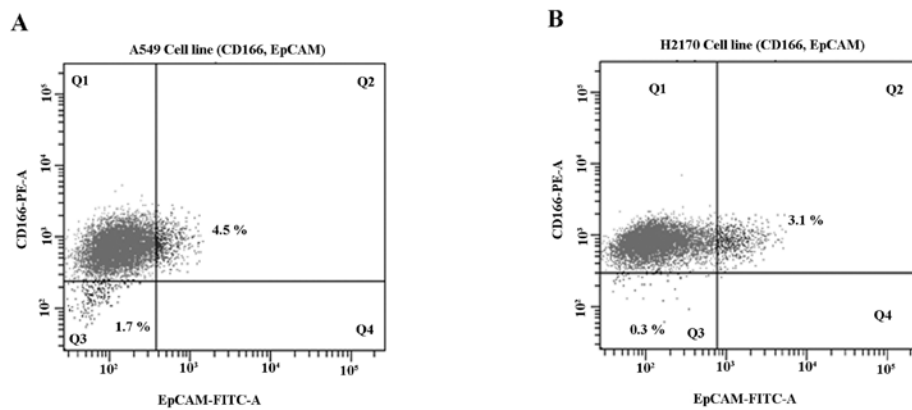 A
A549 Cell line (CD166, EpCAM)
Q1
Q2
10⁵
10⁴
10³
10²
CD166-PE-A
4.5 %
1.7 %
Q3
Q4
10²
10³
10⁴
10⁵
EpCAM-FITC-A
B
H2170 Cell line (CD166, EpCAM)
Q1
Q2
10⁵
10⁴
10³
10²
CD166-PE-A
3.1 %
0.3 %
Q3
Q4
10²
10³
10⁴
10⁵
EpCAM-FITC-A